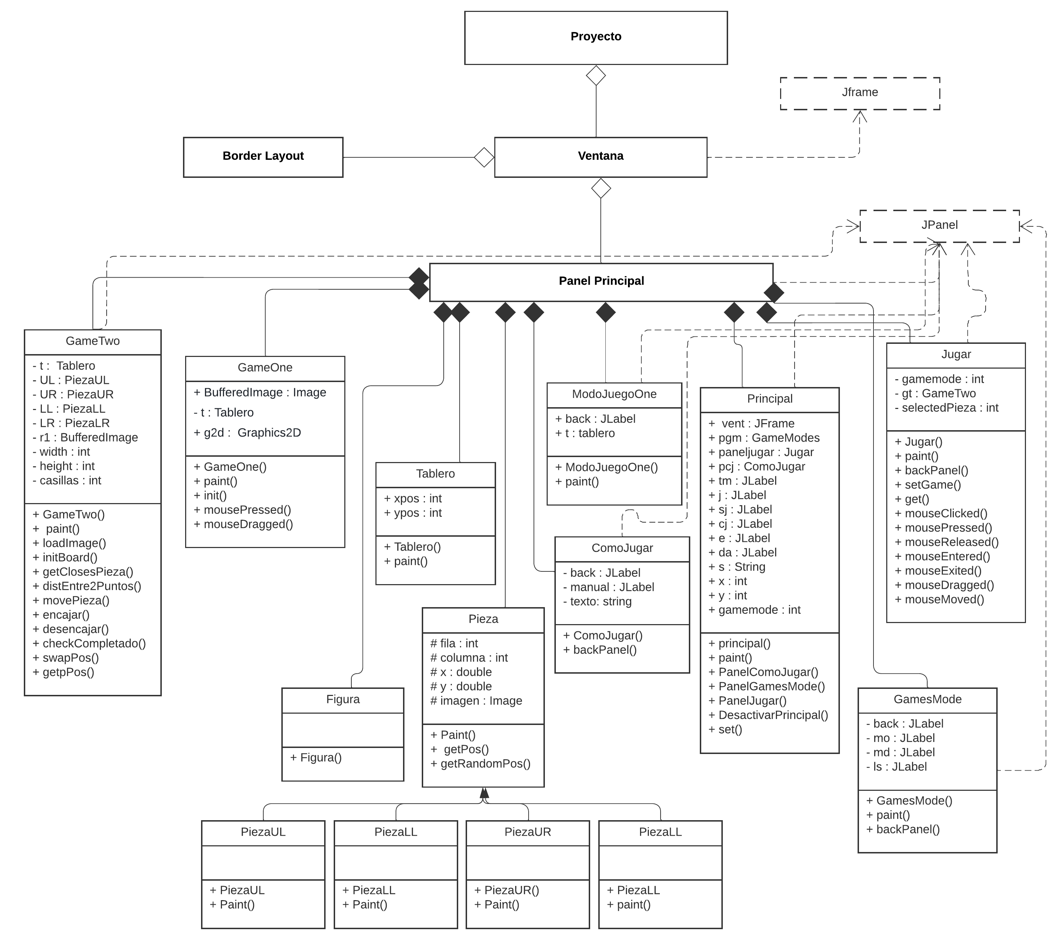 Proyecto
Jframe
Border Layout
Ventana
JPanel
Panel Principal
GameTwo
- t :  Tablero
- UL : PiezaUL
- UR : PiezaUR
- LL : PiezaLL
- LR : PiezaLR
- r1 : BufferedImage
- width : int
- height : int
- casillas : int
+ GameTwo()
+  paint()
+ loadImage()
+ initBoard()
+ getClosesPieza()
+ distEntre2Puntos()
+ movePieza()
+ encajar()
+ desencajar()
+ checkCompletado()
+ swapPos()
+ getpPos()
GameOne
+ BufferedImage : Image
- t : Tablero
+ g2d :  Graphics2D
+ GameOne()
+ paint()
+ init()
+ mousePressed()
+ mouseDragged()
Tablero
+ xpos : int
+ ypos : int
+ Tablero()
+ paint()
ModoJuegoOne
+ back : JLabel
+ t : tablero
+ ModoJuegoOne()
+ paint()
Principal
+  vent : JFrame
+ pgm : GameModes
+ paneljugar : Jugar
+ pcj : ComoJugar
+ tm : JLabel
+ j : JLabel
+ sj : JLabel
+ cj : JLabel
+ e : JLabel
+ da : JLabel
+ s : String
+ x : int
+ y : int
+ gamemode : int
+ principal()
+ paint()
+ PanelComoJugar()
+ PanelGamesMode()
+ PanelJugar()
+ DesactivarPrincipal()
+ set()
Jugar
- gamemode : int
- gt : GameTwo
- selectedPieza : int
+ Jugar()
+ paint()
+ backPanel()
+ setGame()
+ get()
+ mouseClicked()
+ mousePressed()
+ mouseReleased()
+ mouseEntered()
+ mouseExited()
+ mouseDragged()
+ mouseMoved()
ComoJugar
- back : JLabel
- manual : JLabel
- texto: string
+ ComoJugar()
+ backPanel()
Pieza
# fila : int
# columna : int
# x : double
# y : double
# imagen : Image
+ Paint()
+  getPos()
+ getRandomPos()
Figura
+ Figura()
GamesMode
- back : JLabel
- mo : JLabel
- md : JLabel
- ls : JLabel
+ GamesMode()
+ paint()
+ backPanel()
PiezaUL
+ PiezaUL
+ Paint()
PiezaLL
+ PiezaLL
+ Paint()
PiezaUR
+ PiezaUR()
+ Paint()
PiezaLL
+ PiezaLL
+ paint()